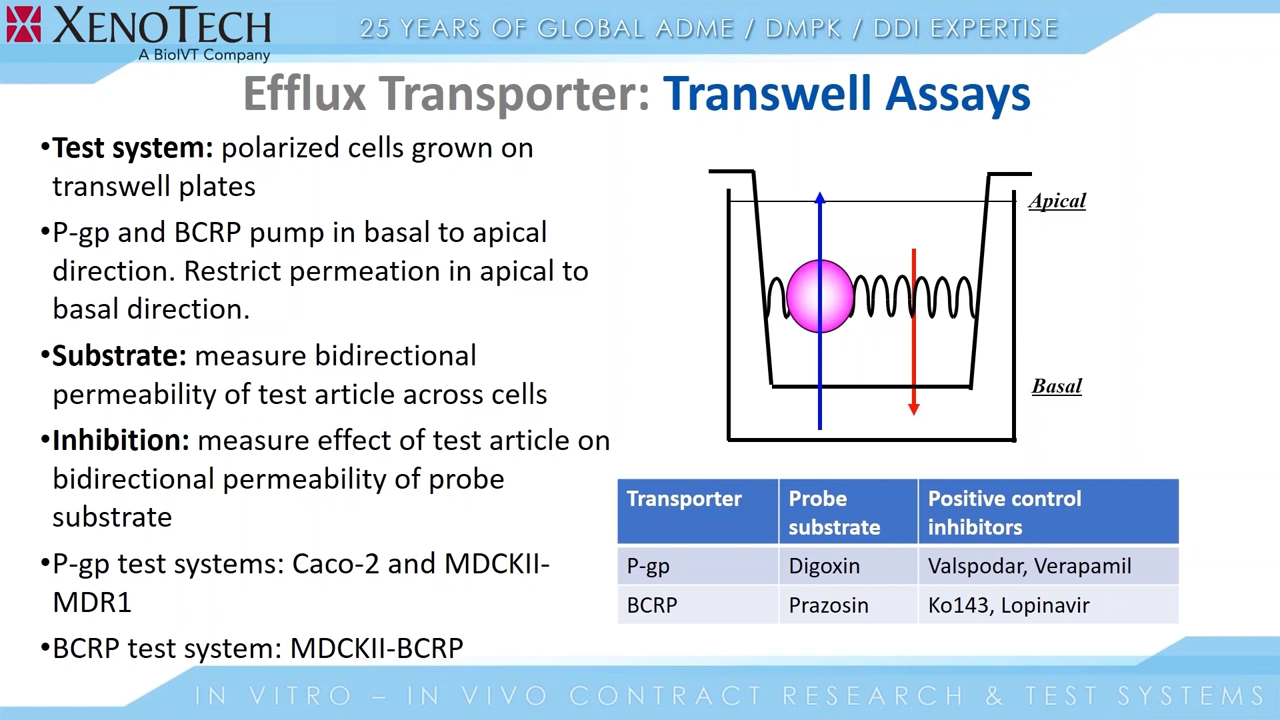 XENOTECH
A BioIVT Company
25 YEARS OF GLOBAL ADME / DMPK / DDI EXPERTISE
Efflux Transporter: Transwell Assays
•Test system: polarized cells grown on
transwell plates
•P-gp and BCRP pump in basal to apical
direction. Restrict permeation in apical to
basal direction.
•Substrate: measure bidirectional
permeability of test article across cells
•Inhibition: measure effect of test article on
bidirectional permeability of probe
substrate
•P-gp test systems: Caco-2 and MDCKII-
MDR1
•BCRP test system: MDCKII-BCRP
Apical
Basal
Transporter Probe substrate Positive control inhibitors
P-gp Digoxin Valspodar, Verapamil
BCRP Prazosin Ko143, Lopinavir
IN VITRO – IN VIVO CONTRACT RESEARCH & TEST SYSTEMS